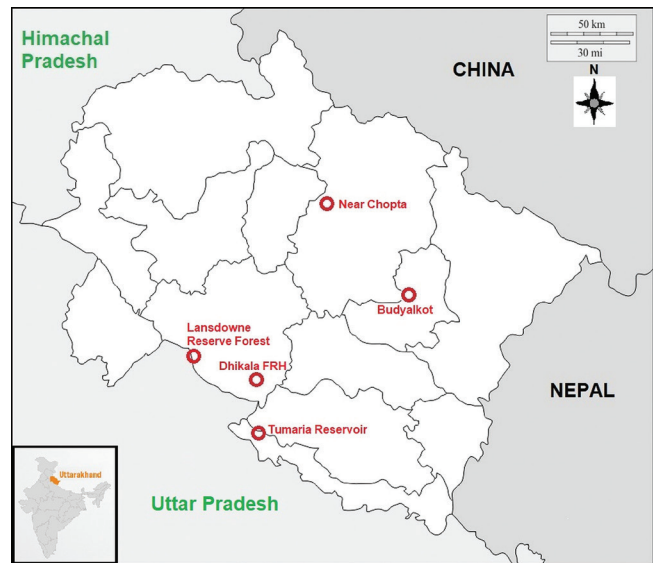 Himachal
Pradesh
CHINA
50 km
30 mi
N
Near Chopta
Budyalkot
Lansdowne
Reserve Forest
Dhikala FRH
NEPAL
Tumaria Reservoir
Uttarakhand
Uttar Pradesh